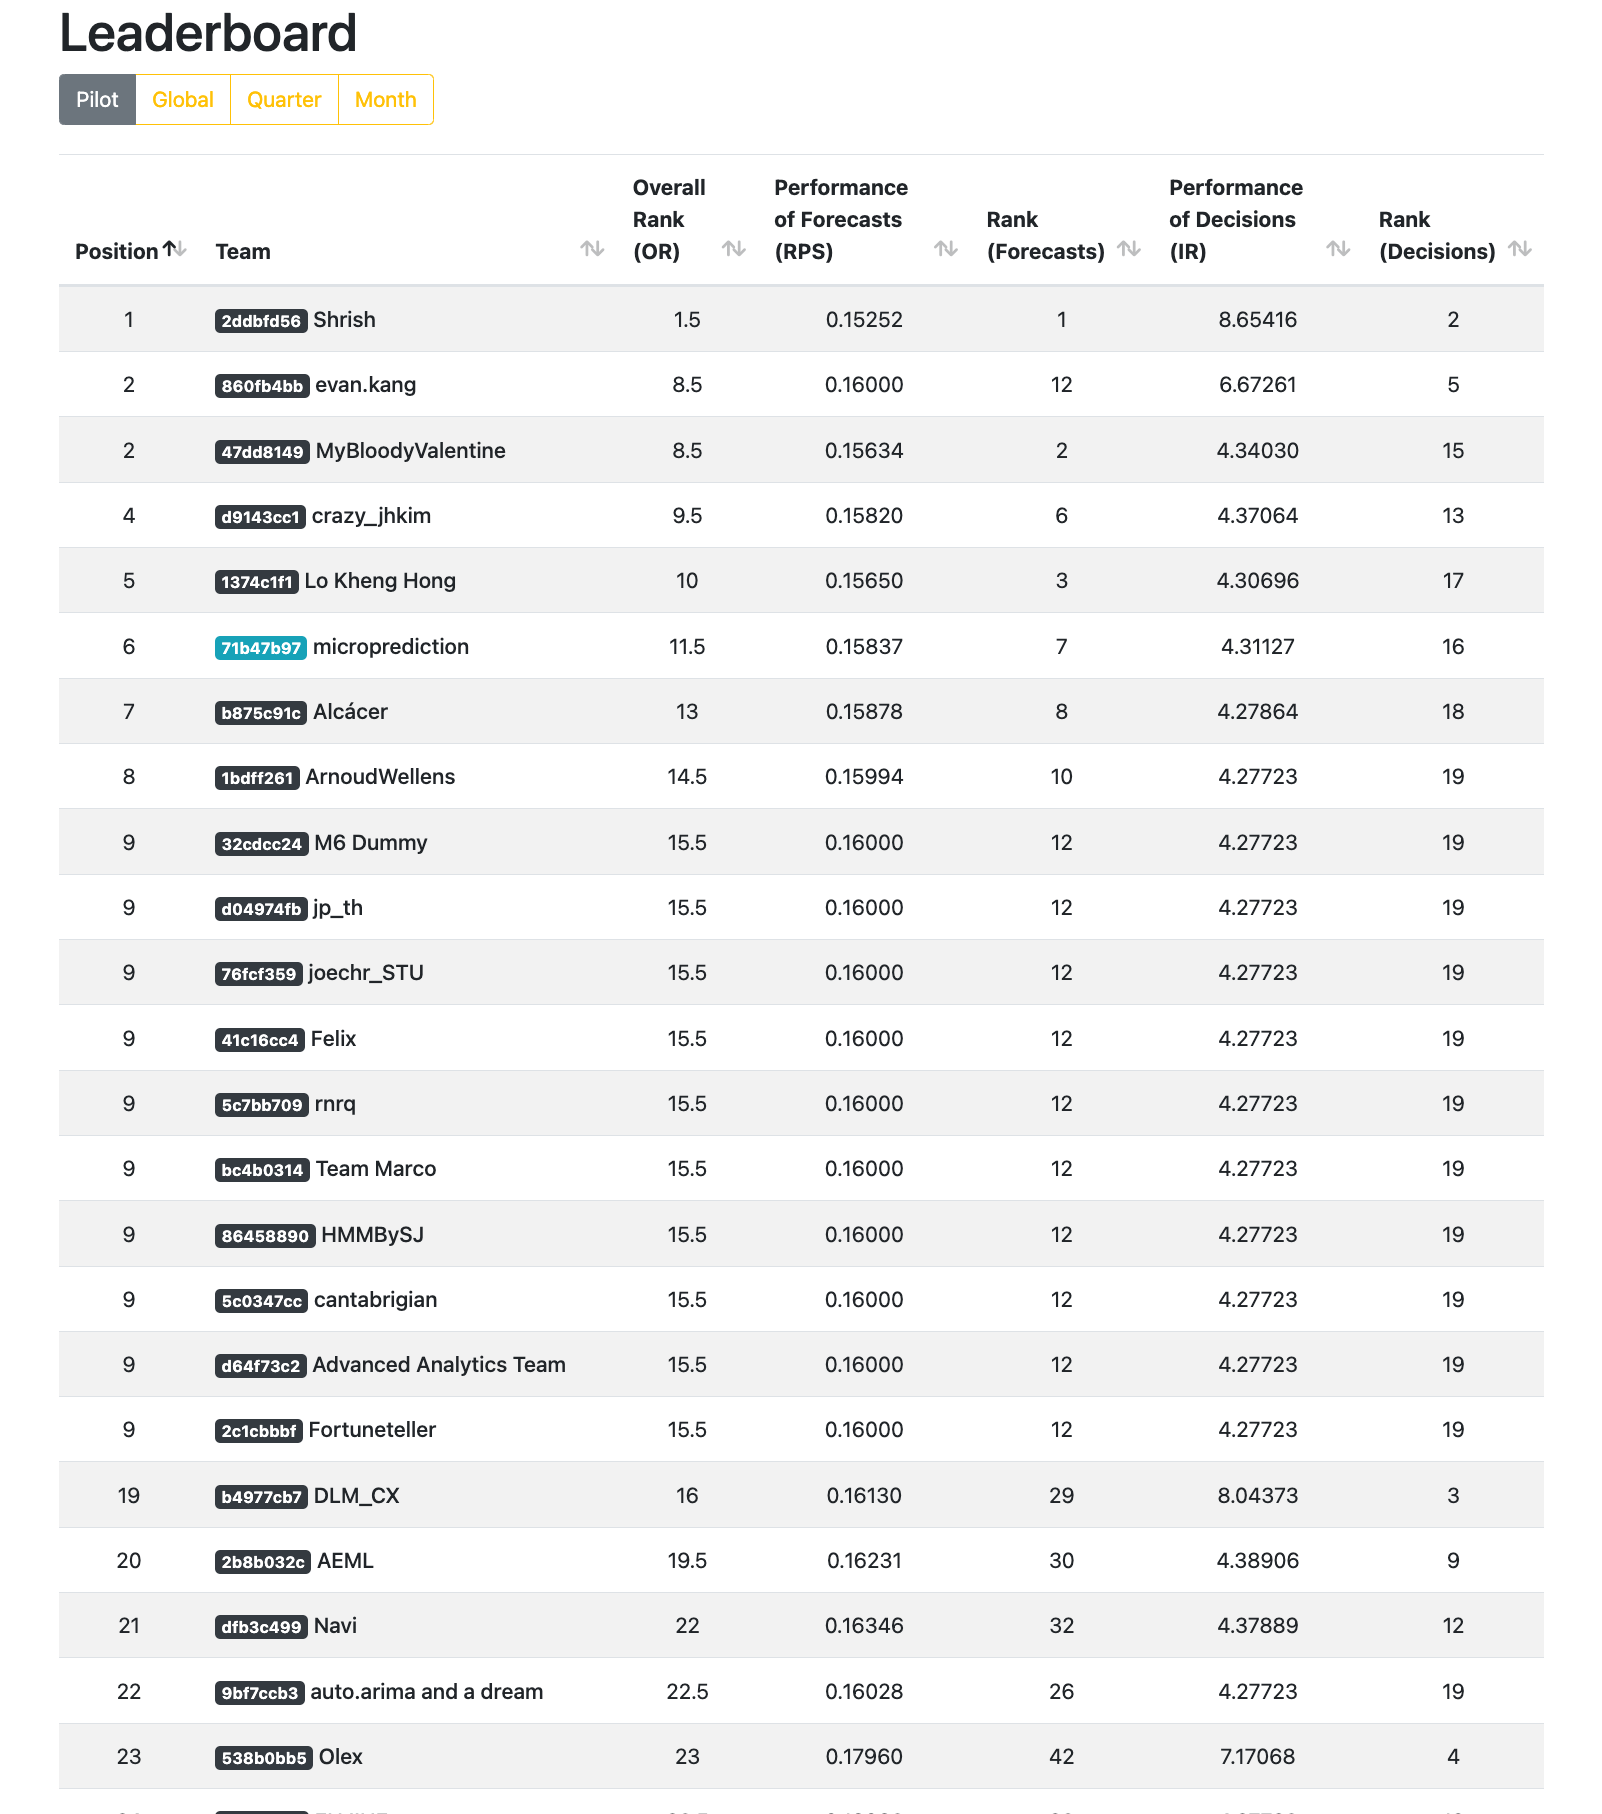 Leaderboard
Pilot Global Quarter Month
Position Team Overall Rank (OR) Performance of Forecasts (RPS) Rank (Forecasts) Performance of Decisions (IR) Rank (Decisions)
1 2ddbfd56 Shrish 1.5 0.15252 1 8.65416 2
2 860fb4bb evan.kang 8.5 0.16000 12 6.67261 5
2 47dd8149 MyBloodyValentine 8.5 0.15634 2 4.34030 15
4 d9143cc1 crazy_jhkim 9.5 0.15820 6 4.37064 13
5 1374c1f1 Lo Kheng Hong 10 0.15650 3 4.30696 17
6 71b47b97 microprediction 11.5 0.15837 7 4.31127 16
7 b875c91c Alcácer 13 0.15878 8 4.27864 18
8 1bdff261 ArnoudWellens 14.5 0.15994 10 4.27723 19
9 32cdcc24 M6 Dummy 15.5 0.16000 12 4.27723 19
9 d04974fb jp_th 15.5 0.16000 12 4.27723 19
9 76fcf359 joechr_STU 15.5 0.16000 12 4.27723 19
9 41c16cc4 Felix 15.5 0.16000 12 4.27723 19
9 5c7bb709 rnrq 15.5 0.16000 12 4.27723 19
9 bc4b0314 Team Marco 15.5 0.16000 12 4.27723 19
9 86458890 HMMBySJ 15.5 0.16000 12 4.27723 19
9 5c0347cc cantabrigian 15.5 0.16000 12 4.27723 19
9 d64f73c2 Advanced Analytics Team 15.5 0.16000 12 4.27723 19
9 2c1cbbbf Fortuneteller 15.5 0.16000 12 4.27723 19
19 b4977cb7 DLM_CX 16 0.16130 29 8.04373 3
20 2b8b032c AEML 19.5 0.16231 30 4.38906 9
21 dfb3c499 Navi 22 0.16346 32 4.37889 12
22 9bf7ccb3 auto.arima and a dream 22.5 0.16028 26 4.27723 19
23 538b0bb5 Olex 23 0.17960 42 7.17068 4